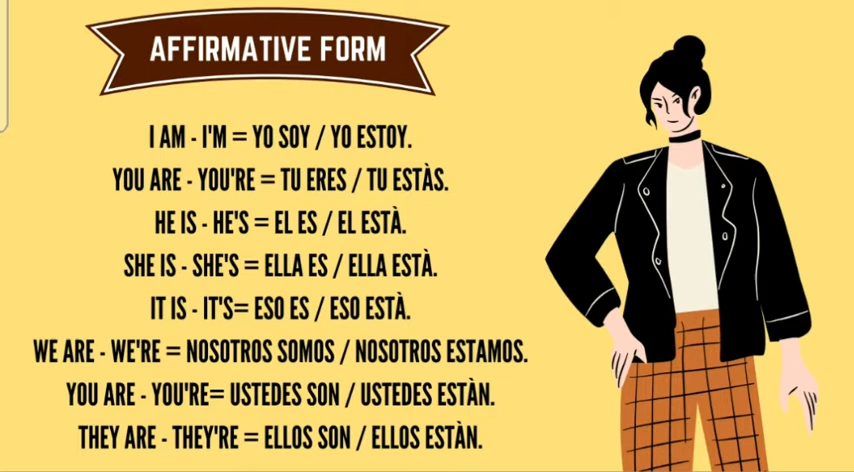 AFFIRMATIVE FORM
I AM - I'M = YO SOY / YO ESTOY.
YOU ARE - YOU'RE = TU ERES / TU ESTÀS.
HE IS - HE'S = EL ES / EL ESTÀ.
SHE IS - SHE'S = ELLA ES / ELLA ESTÀ.
IT IS - IT'S= ESO ES / ESO ESTÀ.
WE ARE - WE'RE = NOSOTROS SOMOS / NOSOTROS ESTAMOS.
YOU ARE - YOU'RE= USTEDES SON / USTEDES ESTÀN.
THEY ARE - THEY'RE = ELLOS SON / ELLOS ESTÀN.